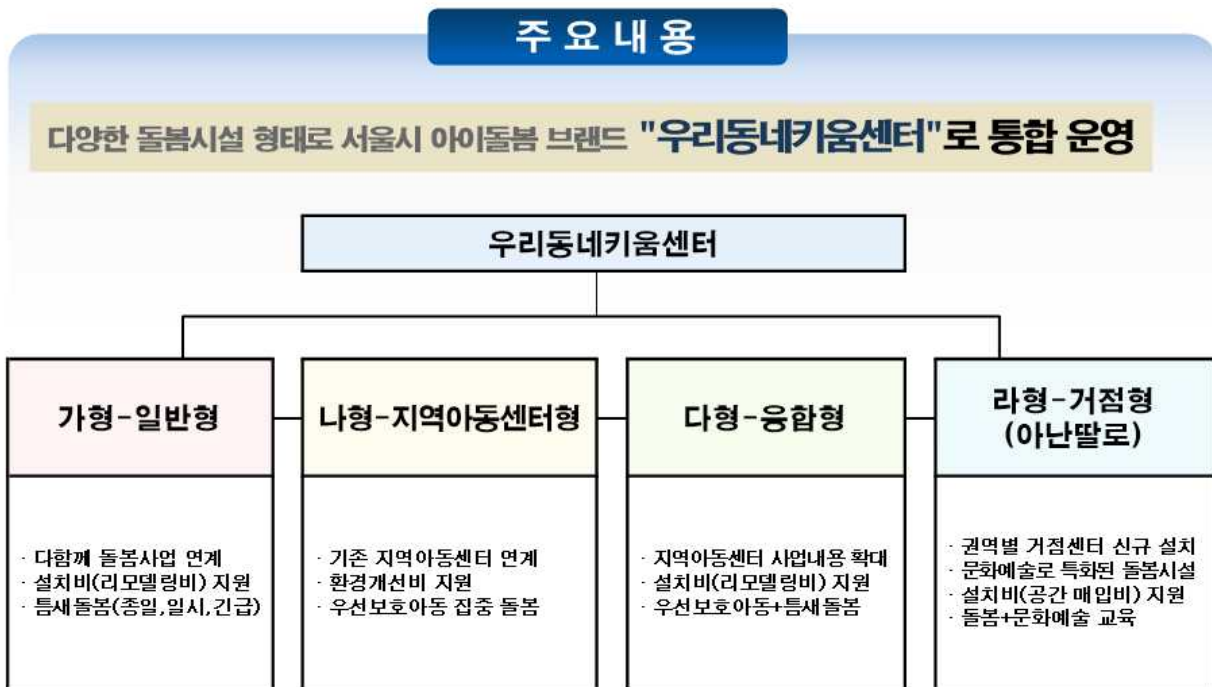 주요내용
다양한 돌봄시설 형태로 서울시 아이돌봄 브랜드 "우리동네키움센터"로 통합 운영
우리동네키움센터
가형-일반형
· 다함께 돌봄사업 연계
· 설치비(리모델링비) 지원
· 틈새돌봄(종일,일시,긴급)
나형-지역아동센터형
· 기존 지역아동센터 연계
· 환경개선비 지원
· 우선보호아동 집중 돌봄
다형-융합형
· 지역아동센터 사업내용 확대
· 설치비(리모델링비) 지원
· 우선보호아동+틈새돌봄
라형-거점형
(아난딸로)
· 권역별 거점센터 신규 설치
· 문화예술로 특화된 돌봄시설
· 설치비(공간 매입비) 지원
· 돌봄+문화예술 교육